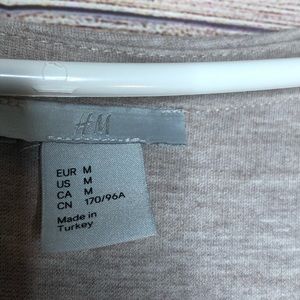 H&M
EUR M
US M
CA M
CN 170/96A
Made in
Turkey